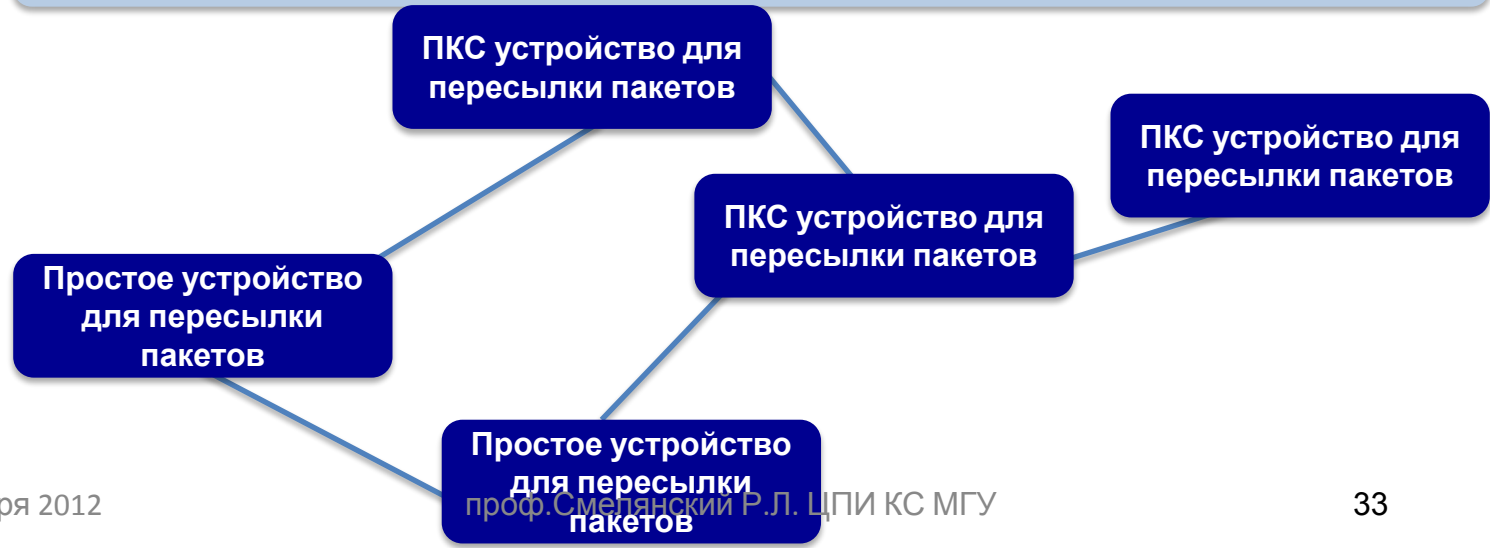 ПКС устройство для
пересылки пакетов
ПКС устройство для
пересылки пакетов
ПКС устройство для
пересылки пакетов
Простое устройство
для пересылки
пакетов
Простое устройство
для пересылки
пакетов
2012
проф.Смелянский Р.Л. ЦПИ КС МГУ
33